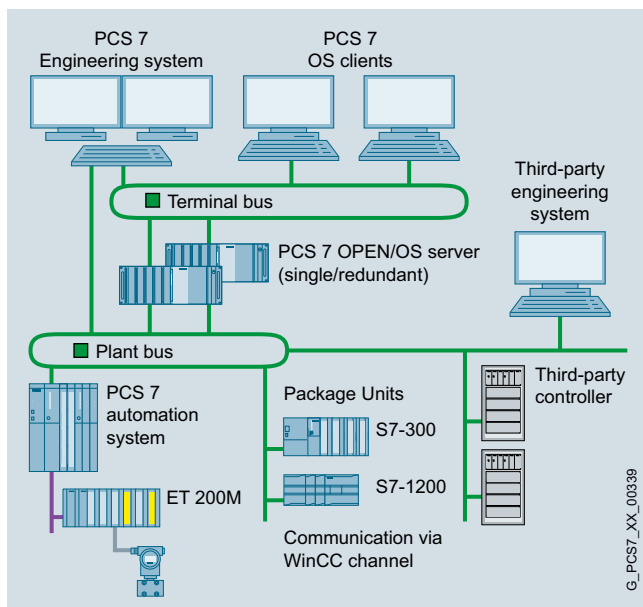 PCS 7
Engineering system
PCS 7
OS clients
Third-party
engineering
system
Terminal bus
PCS 7 OPEN/OS server
(single/redundant)
Plant bus
PCS 7
automation
system
Package Units
S7-300
S7-1200
Third-party
controller
ET 200M
Communication via
WinCC channel
G_PCS7_XX_00339